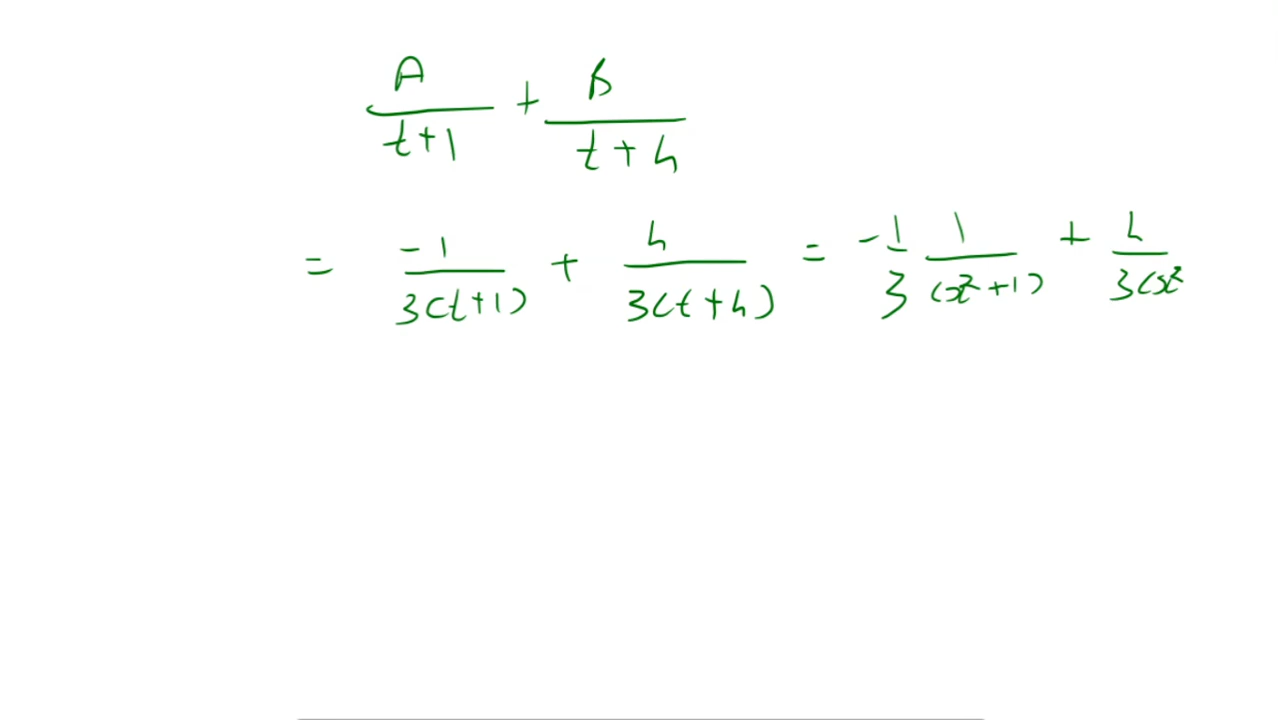 A/(t+1) + B/(t+4)
= -1/(3(t+1)) + 4/(3(t+4)) = -1/3 1/(x²+1) + 4/(3(x²